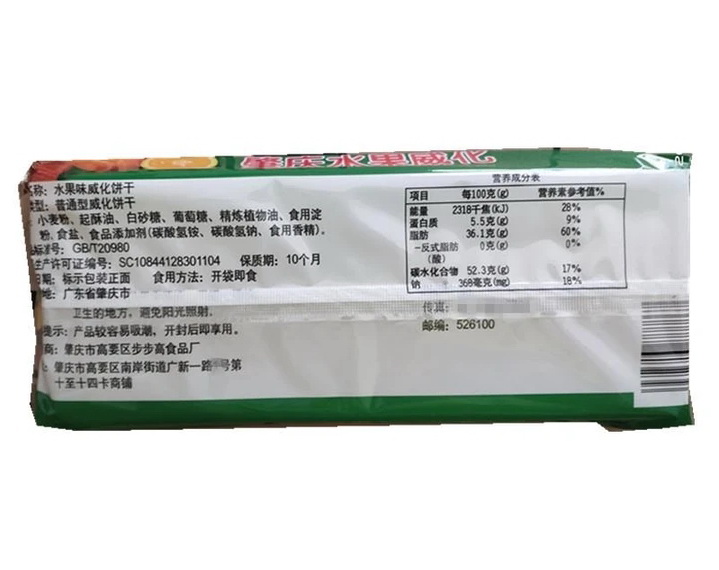 肇庆水果威化
名称：水果味威化饼干
类型：普通型威化饼干
小麦粉、起酥油、白砂糖、葡萄糖、精炼植物油、食用淀
粉、食盐、食品添加剂(碳酸氢铵、碳酸氢钠、食用香精)。
标准号：GB/T20980
生产许可证编号：SC10844128301104 保质期：10个月
期：标示包装正面 食用方法：开袋即食
地：广东省肇庆市
卫生的地方，避免阳光照射。
提示：产品较容易吸潮，开封后即享用。
商：肇庆市高要区步步高食品厂
：肇庆市高要区南岸街道广新一路 号第
十至十四卡商铺
营养成分表
项目 每100克(g) 营养素参考值%
能量 2318千焦(kJ) 28%
蛋白质 5.5克(g) 9%
脂肪 36.1克(g) 60%
-反式脂肪 0克(g) 0%
(酸)
碳水化合物 52.3克(g) 17%
钠 368毫克(mg) 18%
传真：
邮编：526100